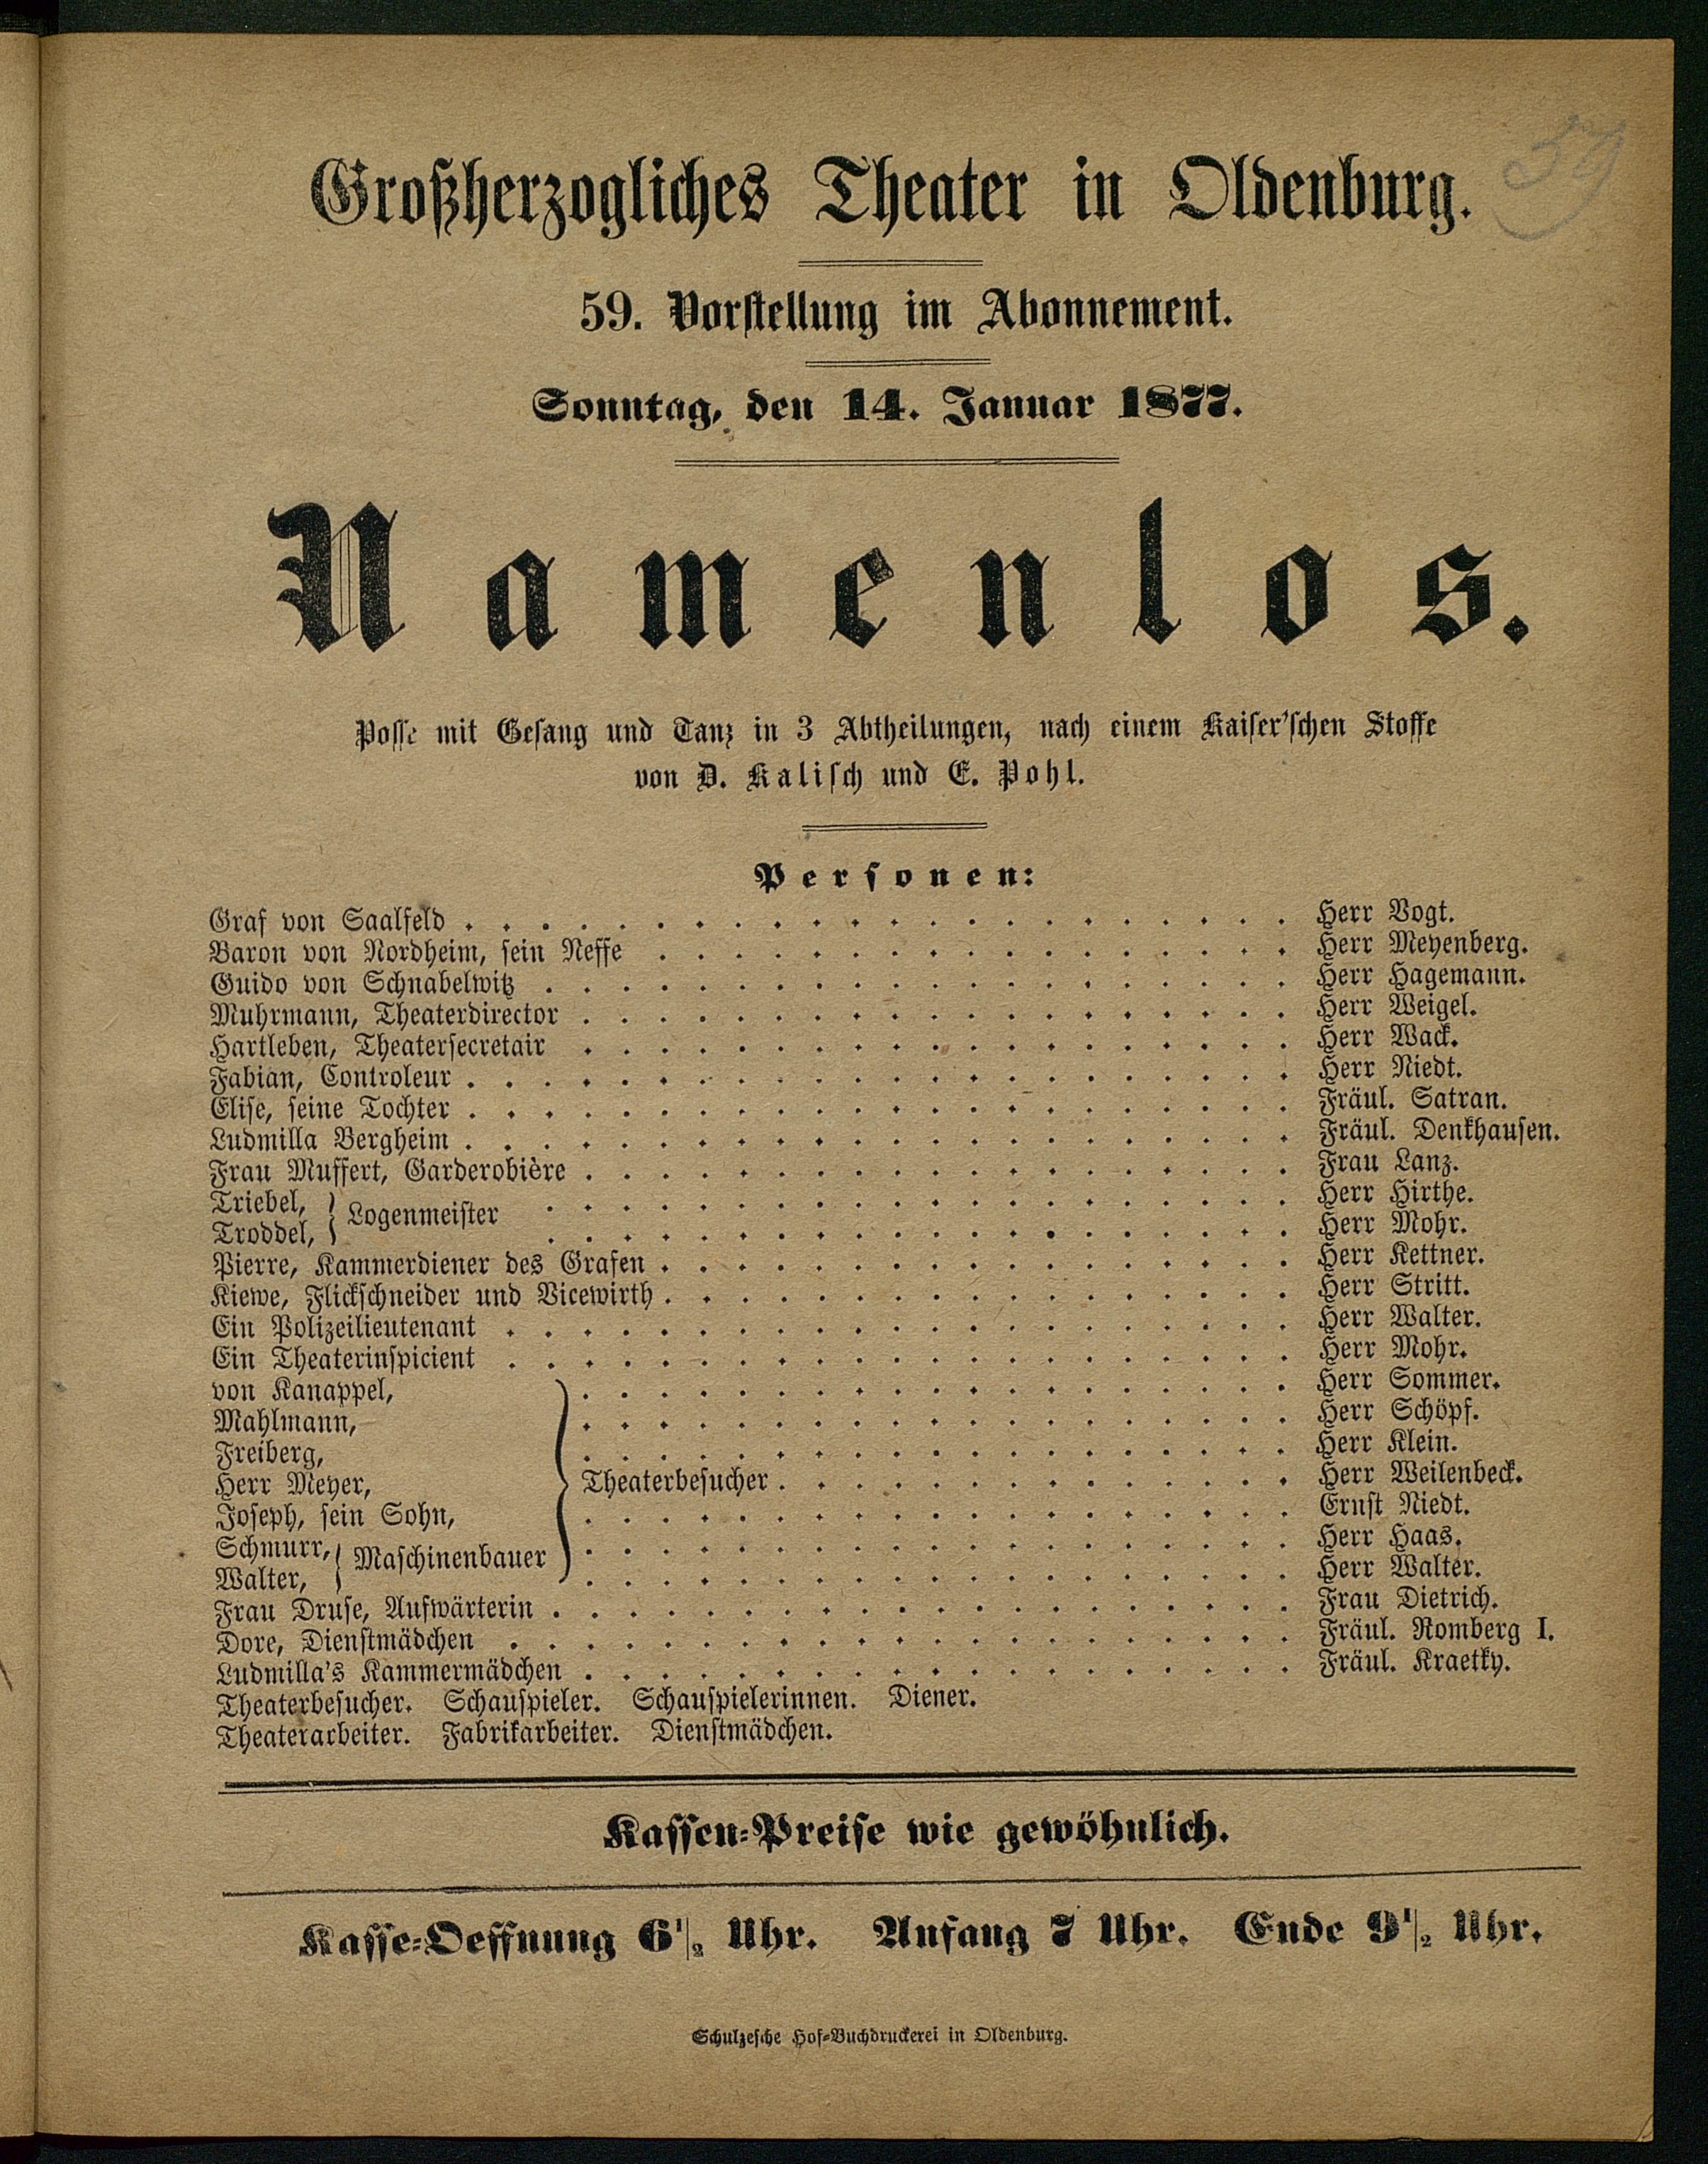 59
Großherzogliches Theater in Oldenburg.
59. Vorstellung im Abonnement.
Sonntag, den 14. Januar 1877.
Namenlos.
Posse mit Gesang und Tanz in 3 Abtheilungen, nach einem Kaiser'schen Stoffe
von D. Kalisch und E. Pohl.
Personen:
Graf von Saalfeld . . . . . Herr Vogt.
Baron von Nordheim, sein Neffe . . . . . Herr Meyenberg.
Guido von Schnabelwitz . . . . . Herr Hagemann.
Muhrmann, Theaterdirector . . . . . Herr Weigel.
Hartleben, Theatersecretair . . . . . Herr Wack.
Fabian, Controleur . . . . . Herr Niedt.
Elise, seine Tochter . . . . . Fräul. Satran.
Ludmilla Bergheim . . . . . Fräul. Denkhausen.
Frau Muffert, Garderobière . . . . . Frau Lanz.
Triebel, } Logenmeister . . . . . Herr Hirthe.
Troddel, } . . . . . Herr Mohr.
Pierre, Kammerdiener des Grafen . . . . . Herr Kettner.
Kiewe, Flickschneider und Vicewirth . . . . . Herr Stritt.
Ein Polizeilieutenant . . . . . Herr Walter.
Ein Theaterinspicient . . . . . Herr Mohr.
von Kanappel, . . . . . Herr Sommer.
Mahlmann, . . . . . Herr Schöpf.
Freiberg, . . . . . Herr Klein.
Herr Meyer, } Theaterbesucher . . . . . Herr Weilenbeck.
Joseph, sein Sohn, . . . . . Ernst Niedt.
Schmurr, } Maschinenbauer . . . . . Herr Haas.
Walter, } . . . . . Herr Walter.
Frau Druse, Aufwärterin . . . . . Frau Dietrich.
Dore, Dienstmädchen . . . . . Fräul. Romberg I.
Ludmilla's Kammermädchen . . . . . Fräul. Kraetky.
Theaterbesucher. Schauspieler. Schauspielerinnen. Diener.
Theaterarbeiter. Fabrikarbeiter. Dienstmädchen.
Kassen-Preise wie gewöhnlich.
Kasse-Oeffnung 6 1/2 Uhr. Anfang 7 Uhr. Ende 9 1/2 Uhr.
Schulzesche Hof-Buchdruckerei in Oldenburg.